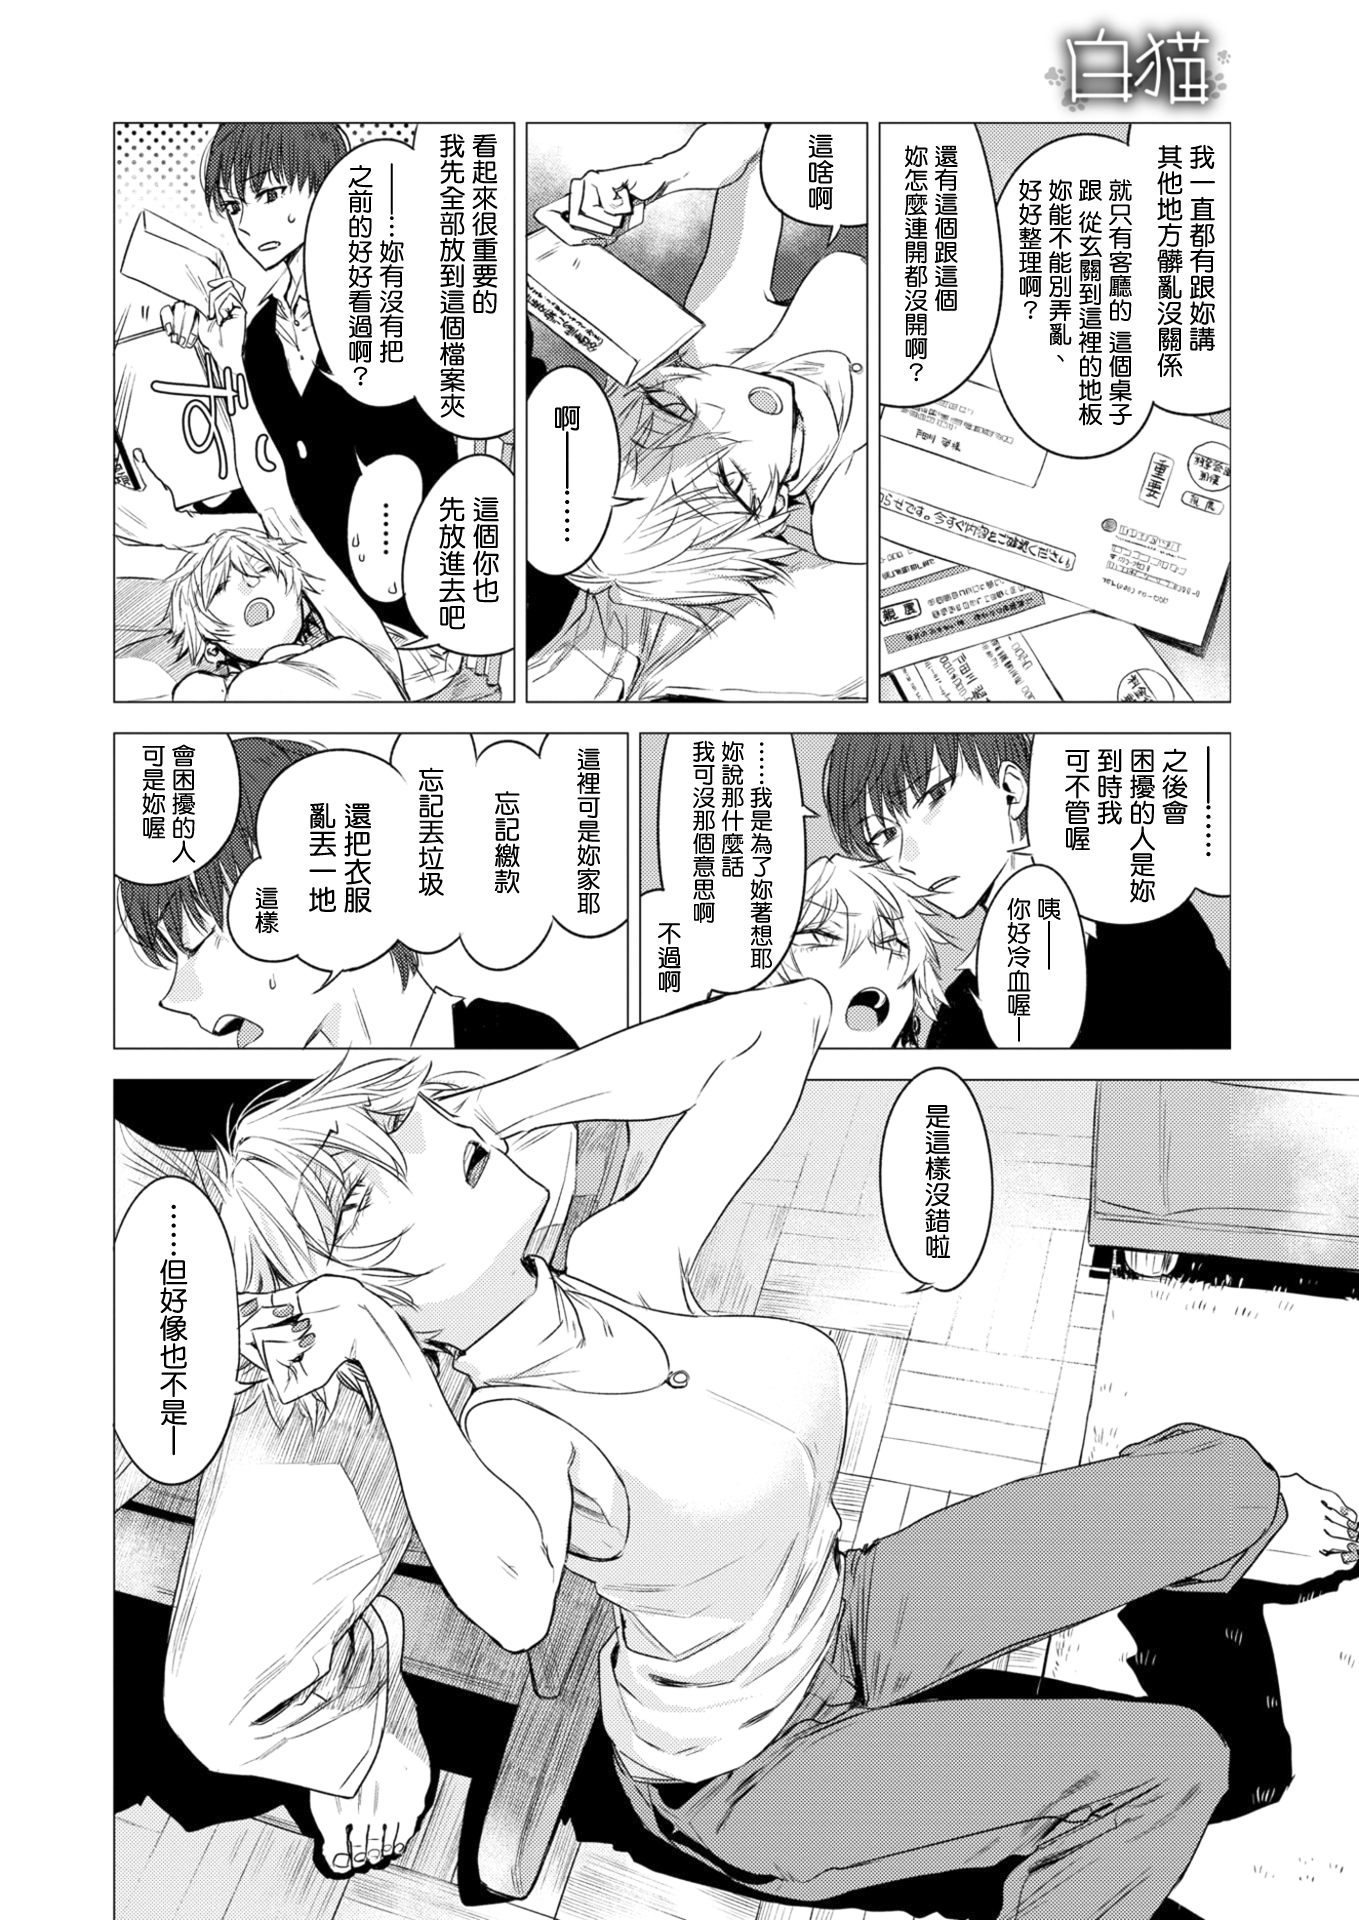 白猫
我一直都有跟妳講
其他地方髒亂沒關係
就只有客廳的 這個桌子
跟 從玄關到這裡的地板
妳能不能別弄亂、
好好整理啊？
重要
親展
這啥啊
還有這個跟這個
妳怎麼連開都沒開啊？
啊──……
看起來很重要的
我先全部放到這個檔案夾
──…妳有沒有把
之前的好好看過啊？
ずい
……
這個你也
先放進去吧
──……
之後會
困擾的人是妳
到時我
可不管喔
咦─
你好冷血喔─
……我是為了妳著想耶
妳說那什麼話
我可沒那個意思啊
不過啊
這裡可是妳家耶
忘記繳款
忘記丟垃圾
還把衣服
亂丟一地
這樣
會困擾的人
可是妳喔
是這樣沒錯啦
……但好像也不是─